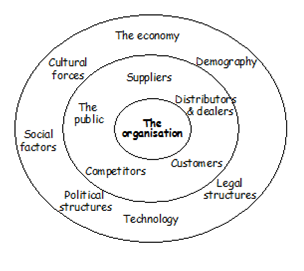 The economy
Cultural
forces
Demography
Suppliers
The
public
Distributors
& dealers
The
organisation
Social
factors
Customers
Competitors
Political
structures
Legal
structures
Technology